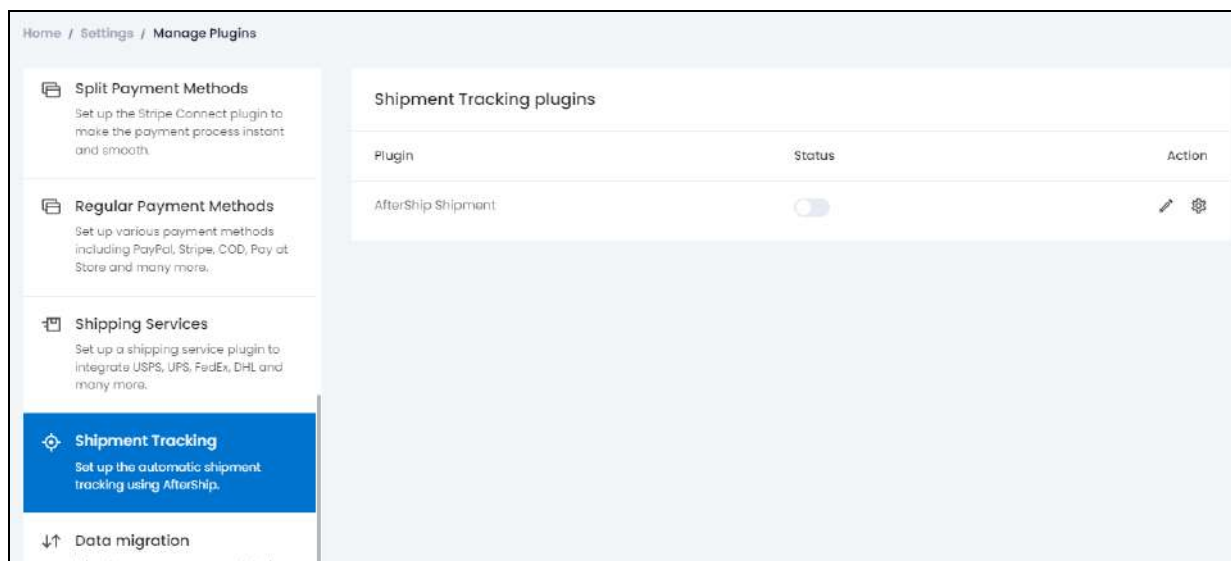 Home / Settings / Manage Plugins
Split Payment Methods
Set up the Stripe Connect plugin to
make the payment process instant
and smooth.
Regular Payment Methods
Set up various payment methods
including PayPal, Stripe, COD, Pay at
Store and many more.
Shipping Services
Set up a shipping service plugin to
integrate USPS, UPS, FedEx, DHL and
many more.
Shipment Tracking
Set up the automatic shipment
tracking using AfterShip.
Data migration
Shipment Tracking plugins
Plugin Status Action
AfterShip Shipment